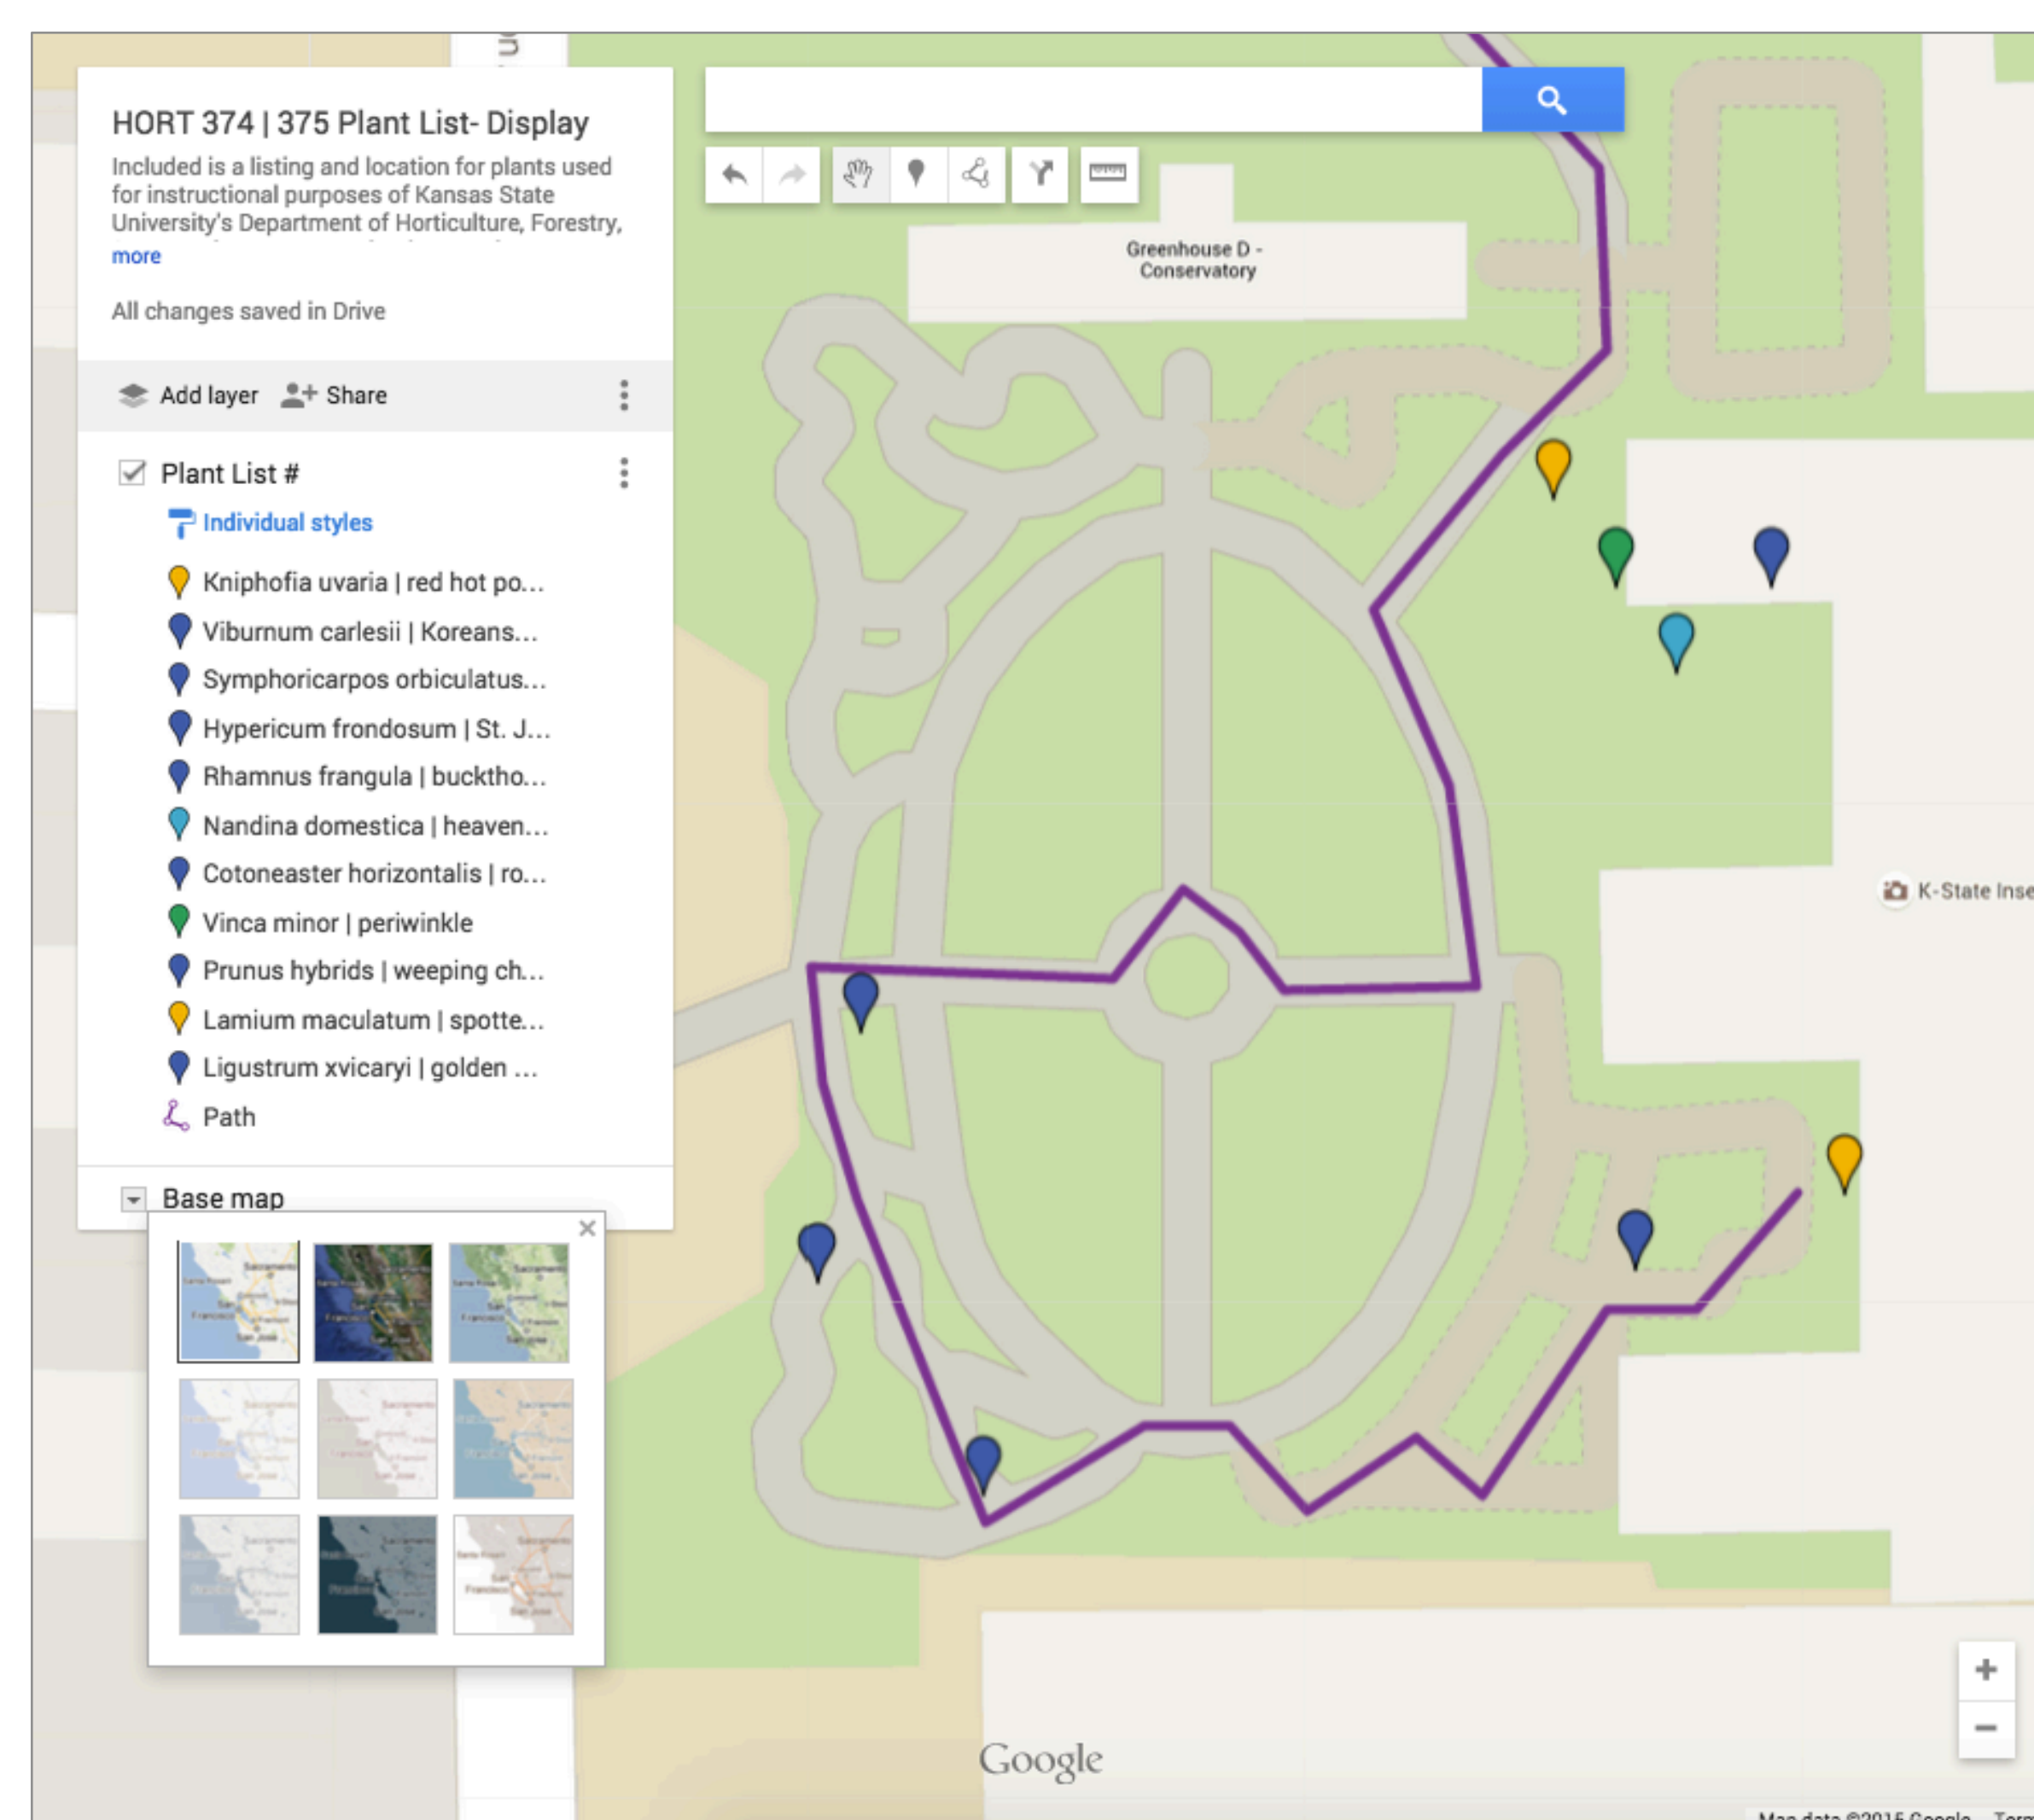 HORT 374 | 375 Plant List- Display
Included is a listing and location for plants used
for instructional purposes of Kansas State
University's Department of Horticulture, Forestry,
more
All changes saved in Drive
Add layer
Share
Plant List #
Individual styles
Kniphofia uvaria | red hot po...
Viburnum carlesii | Koreans...
Symphoricarpos orbiculatus...
Hypericum frondosum | St. J...
Rhamnus frangula | bucktho...
Nandina domestica | heaven...
Cotoneaster horizontalis | ro...
Vinca minor | periwinkle
Prunus hybrids | weeping ch...
Lamium maculatum | spotte...
Ligustrum xvicaryi | golden ...
Path
Base map
Greenhouse D -
Conservatory
K-State Inse
Google
Map data ©2015 Google